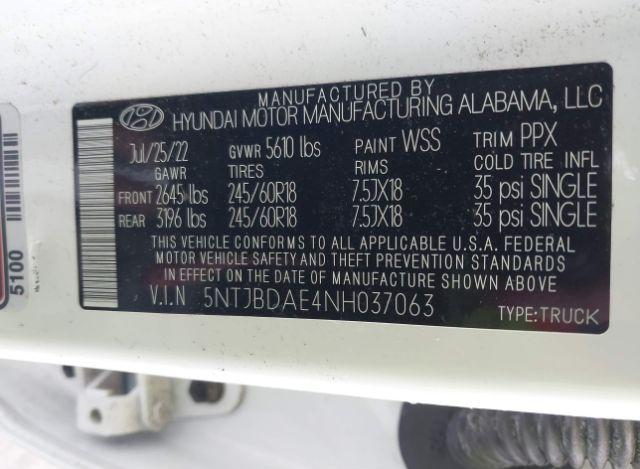 MANUFACTURED BY
HYUNDAI MOTOR MANUFACTURING ALABAMA, LLC
Jul/25/22 GVWR 5610 lbs PAINT WSS TRIM PPX
GAWR TIRES RIMS COLD TIRE INFL
FRONT 2645 lbs 245/60R18 7.5JX18 35 psi SINGLE
REAR 3196 lbs 245/60R18 7.5JX18 35 psi SINGLE
THIS VEHICLE CONFORMS TO ALL APPLICABLE U.S.A. FEDERAL
MOTOR VEHICLE SAFETY AND THEFT PREVENTION STANDARDS
IN EFFECT ON THE DATE OF MANUFACTURE SHOWN ABOVE
V.I.N 5NTJBDAE4NH037063
TYPE:TRUCK
5100